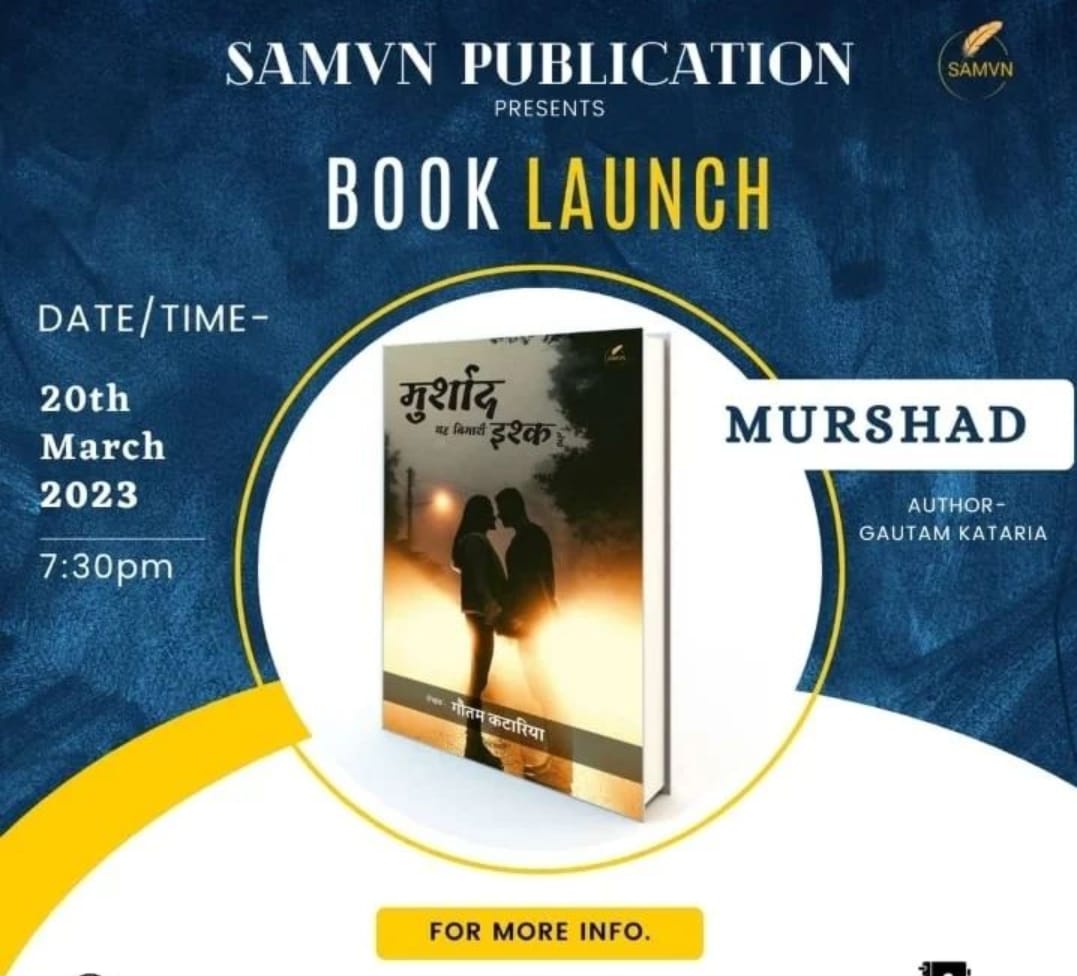 SAMVN PUBLICATION
SAMVN
PRESENTS
BOOK LAUNCH
DATE/TIME-
20th
March
2023
7:30pm
मुर्शाद
यह बिमारी इश्क
MURSHAD
AUTHOR-
GAUTAM KATARIA
गौतम कटारिया
FOR MORE INFO.